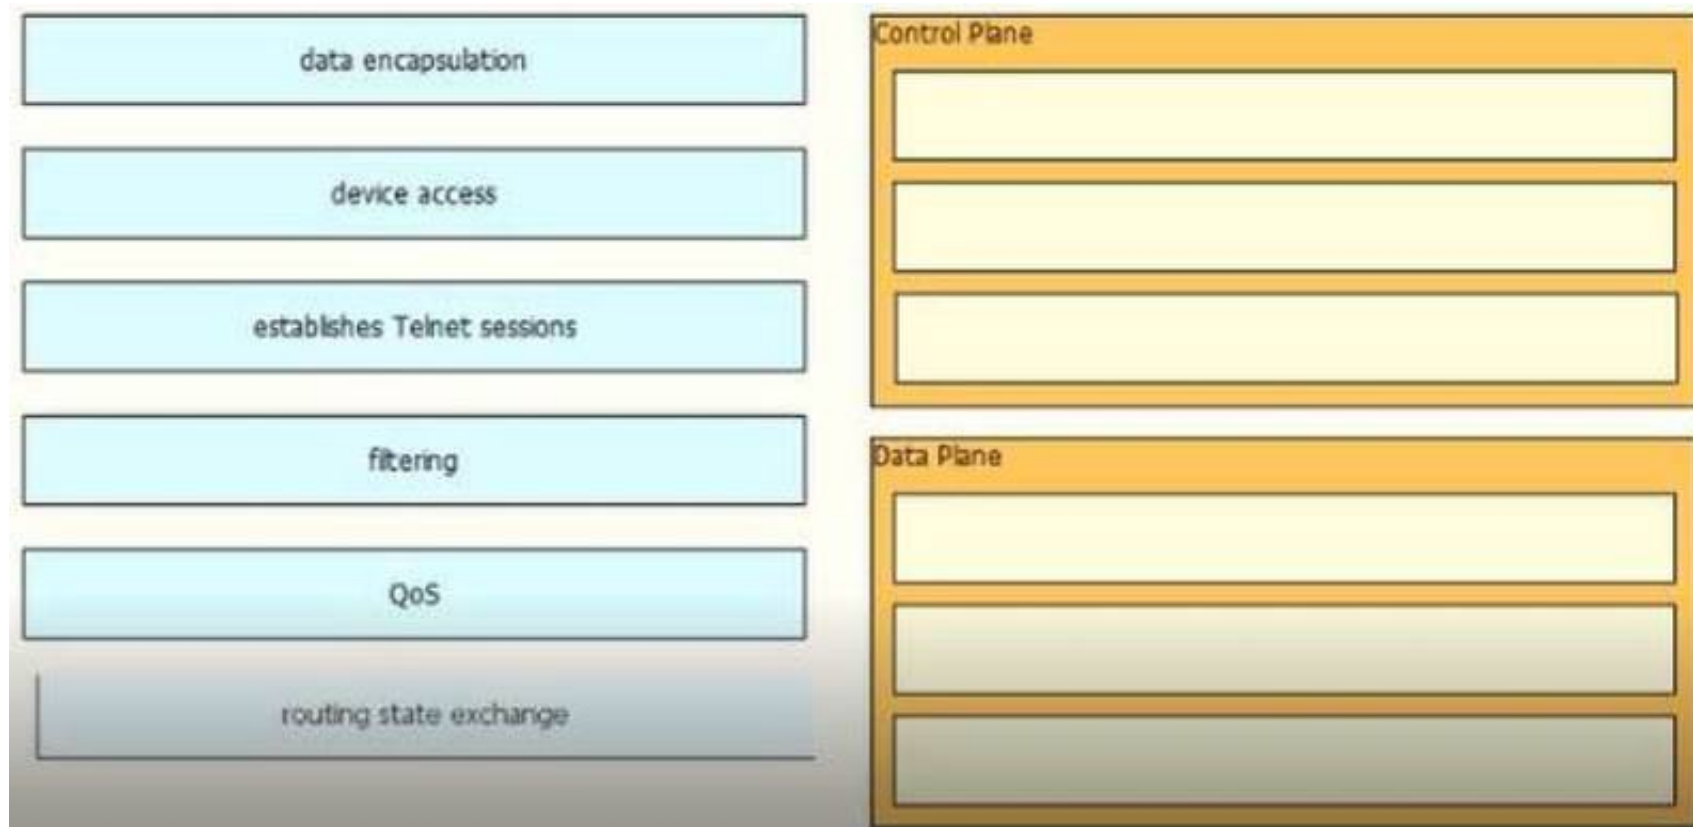 data encapsulation
device access
establishes Telnet sessions
filtering
QoS
routing state exchange
Control Plane
Data Plane